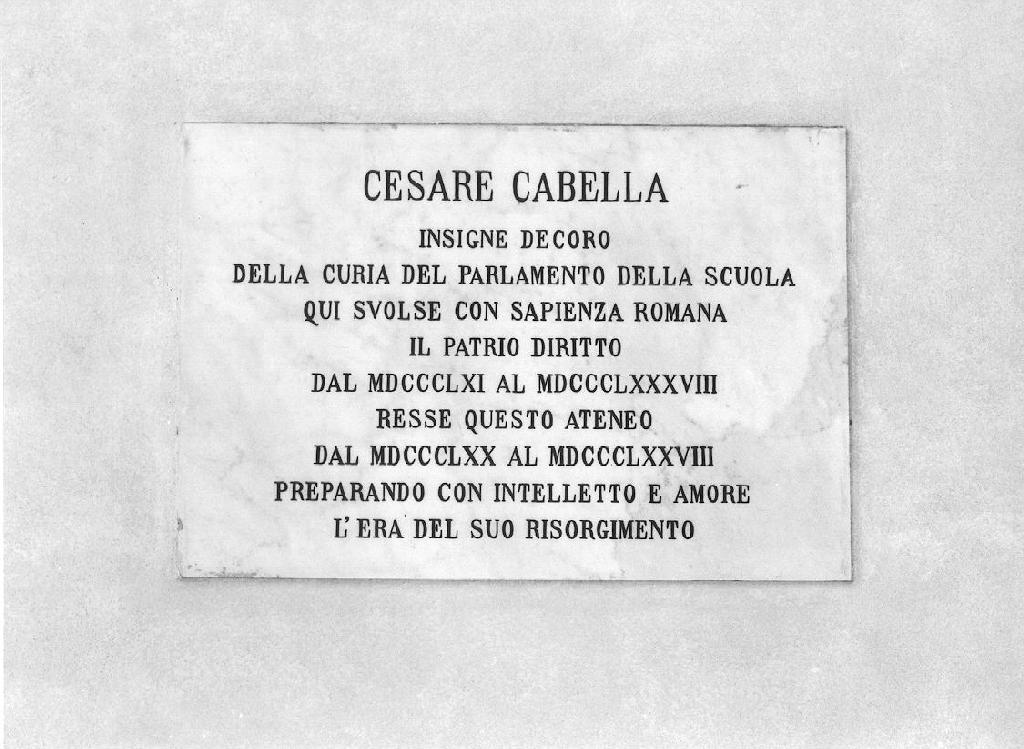 CESARE CABELLA
INSIGNE DECORO
DELLA CURIA DEL PARLAMENTO DELLA SCUOLA
QUI SVOLSE CON SAPIENZA ROMANA
IL PATRIO DIRITTO
DAL MDCCCLXI AL MDCCCLXXXVIII
RESSE QUESTO ATENEO
DAL MDCCCLXX AL MDCCCLXXVIII
PREPARANDO CON INTELLETTO E AMORE
L'ERA DEL SUO RISORGIMENTO